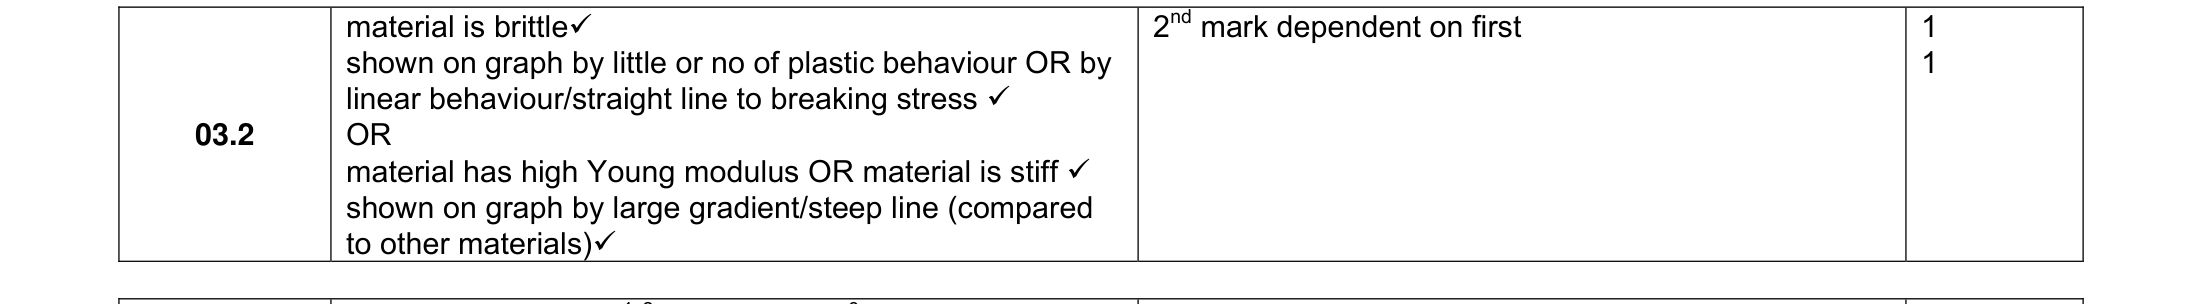 material is brittle✓ 2nd mark dependent on first 1
shown on graph by little or no of plastic behaviour OR by 1
linear behaviour/straight line to breaking stress ✓
03.2 OR
material has high Young modulus OR material is stiff ✓
shown on graph by large gradient/steep line (compared
to other materials)✓